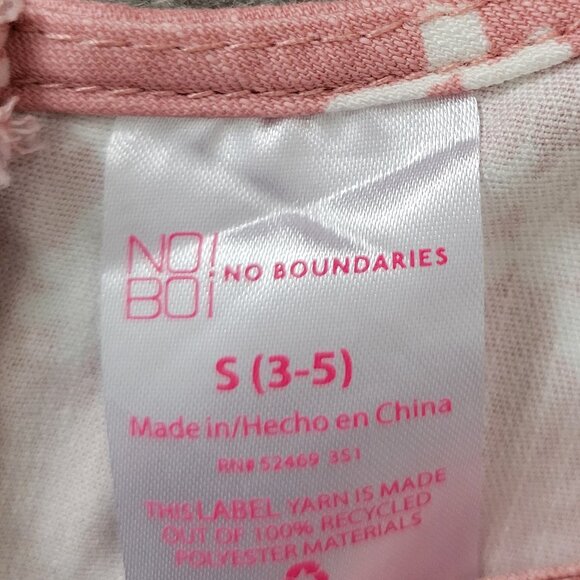 NO!
BO¡
NO BOUNDARIES
S (3-5)
Made in/Hecho en China
RN# 52469 351
THIS LABEL YARN IS MADE
OUT OF 100% RECYCLED
POLYESTER MATERIALS